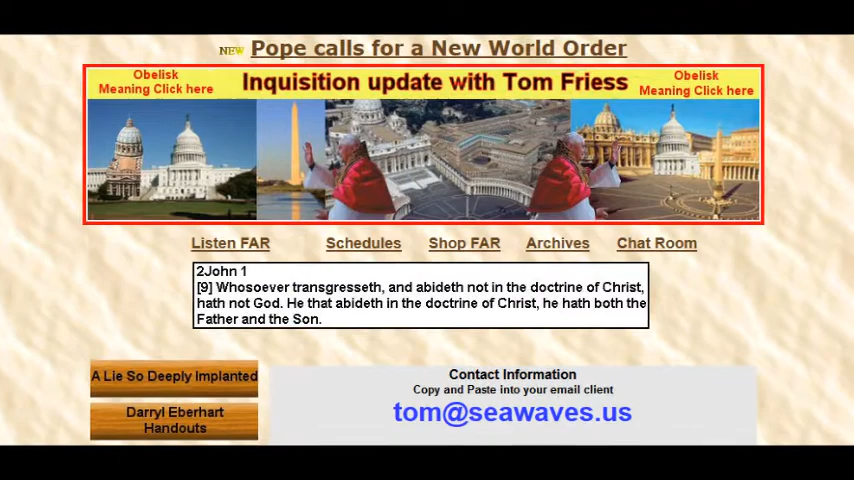 NEW Pope calls for a New World Order
Obelisk
Meaning Click here
Inquisition update with Tom Friess
Obelisk
Meaning Click here
Listen FAR Schedules Shop FAR Archives Chat Room
2John 1
[9] Whosoever transgresseth, and abideth not in the doctrine of Christ,
hath not God. He that abideth in the doctrine of Christ, he hath both the
Father and the Son.
A Lie So Deeply Implanted
Darryl Eberhart
Handouts
Contact Information
Copy and Paste into your email client
tom@seawaves.us